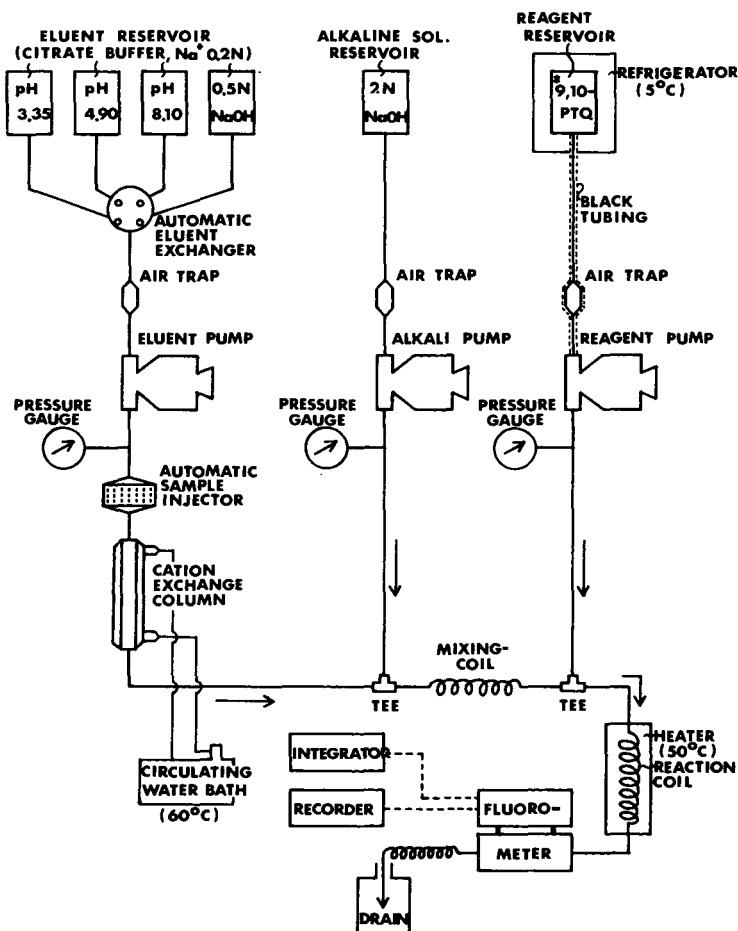 ELUENT RESERVOIR
(CITRATE BUFFER, Na⁺ 0,2N)
pH
3,35
pH
4,90
pH
8,10
0,5N
NaOH
ALKALINE SOL.
RESERVOIR
2N
NaOH
REAGENT
RESERVOIR
9,10-
PTQ
REFRIGERATOR
(5°C)
AUTOMATIC
ELUENT
EXCHANGER
BLACK
TUBING
AIR TRAP
AIR TRAP
AIR TRAP
ELUENT PUMP
ALKALI PUMP
REAGENT PUMP
PRESSURE
GAUGE
PRESSURE
GAUGE
PRESSURE
GAUGE
AUTOMATIC
SAMPLE
INJECTOR
CATION
EXCHANGE
COLUMN
MIXING-
COIL
TEE
TEE
HEATER
(50°C)
REACTION
COIL
CIRCULATING
WATER BATH
(60°C)
INTEGRATOR
RECORDER
FLUORO-
METER
DRAIN